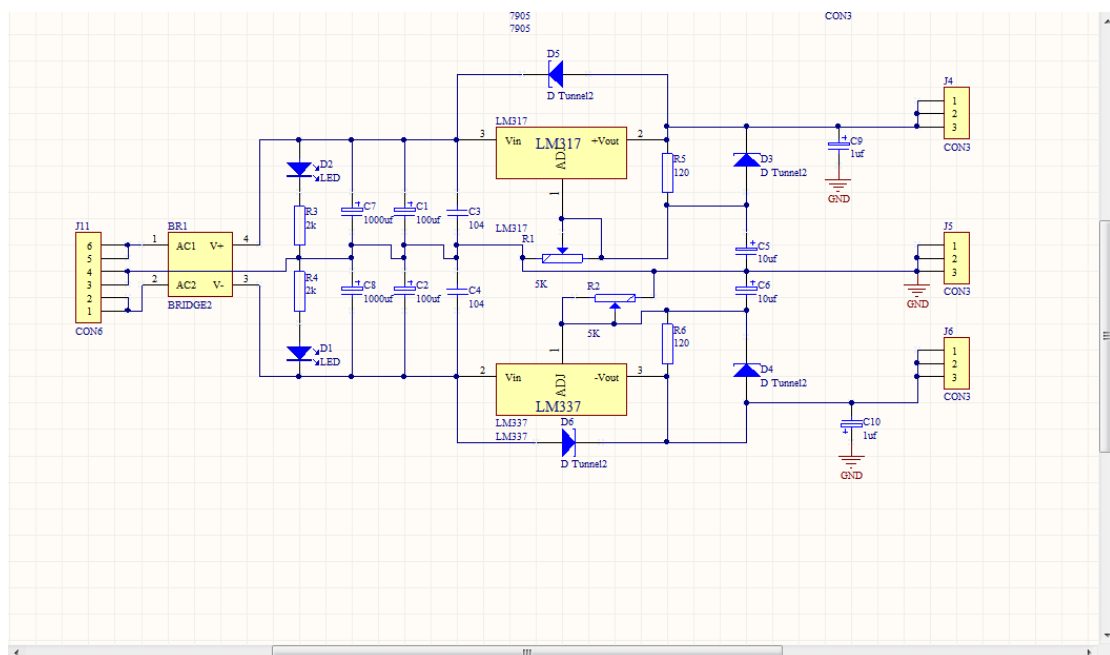 7905
7905
CON3
D5
D Tunnel2
J4
1
2
3
CON3
LM317
3
Vin
LM317
+Vout
2
ADJ
1
D2
LED
R5
120
D3
D Tunnel2
C9
1uf
GND
R3
2k
C7
1000uf
C1
100uf
C3
104
LM317
R1
5K
C5
10uf
J11
6
5
4
3
2
1
CON6
BR1
1
AC1
V+
4
2
AC2
V-
3
BRIDGE2
J5
1
2
3
CON3
GND
R4
2k
C8
1000uf
C2
100uf
C4
104
R2
5K
C6
10uf
D1
LED
1
R6
120
2
Vin
ADJ
-Vout
3
LM337
LM337
LM337
D6
D Tunnel2
D4
D Tunnel2
J6
1
2
3
CON3
C10
1uf
GND